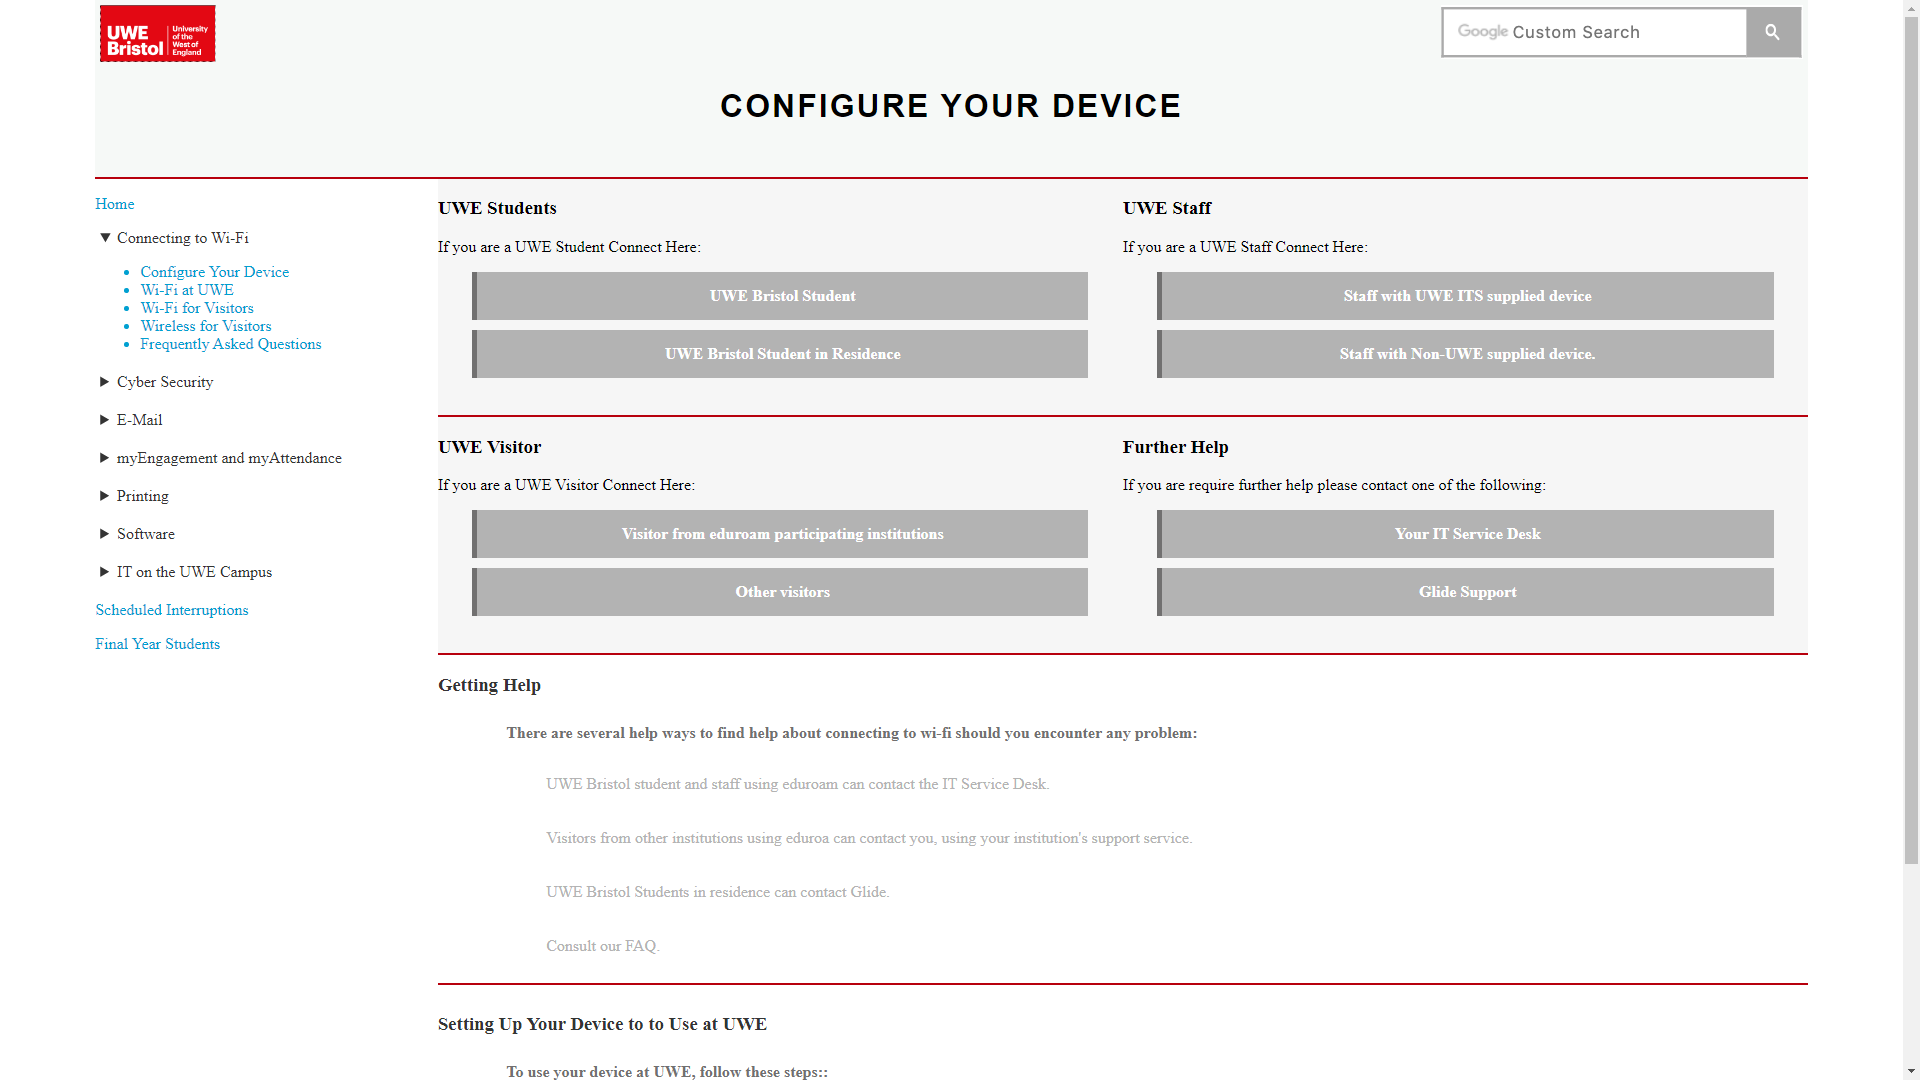 UWE Bristol
University of the West of England
Google Custom Search
CONFIGURE YOUR DEVICE
Home
Connecting to Wi-Fi
Configure Your Device
Wi-Fi at UWE
Wi-Fi for Visitors
Wireless for Visitors
Frequently Asked Questions
Cyber Security
E-Mail
myEngagement and myAttendance
Printing
Software
IT on the UWE Campus
Scheduled Interruptions
Final Year Students
UWE Students
If you are a UWE Student Connect Here:
UWE Bristol Student
UWE Bristol Student in Residence
UWE Staff
If you are a UWE Staff Connect Here:
Staff with UWE ITS supplied device
Staff with Non-UWE supplied device.
UWE Visitor
If you are a UWE Visitor Connect Here:
Visitor from eduroam participating institutions
Other visitors
Further Help
If you are require further help please contact one of the following:
Your IT Service Desk
Glide Support
Getting Help
There are several help ways to find help about connecting to wi-fi should you encounter any problem:
UWE Bristol student and staff using eduroam can contact the IT Service Desk.
Visitors from other institutions using eduroa can contact you, using your institution's support service.
UWE Bristol Students in residence can contact Glide.
Consult our FAQ.
Setting Up Your Device to to Use at UWE
To use your device at UWE, follow these steps::